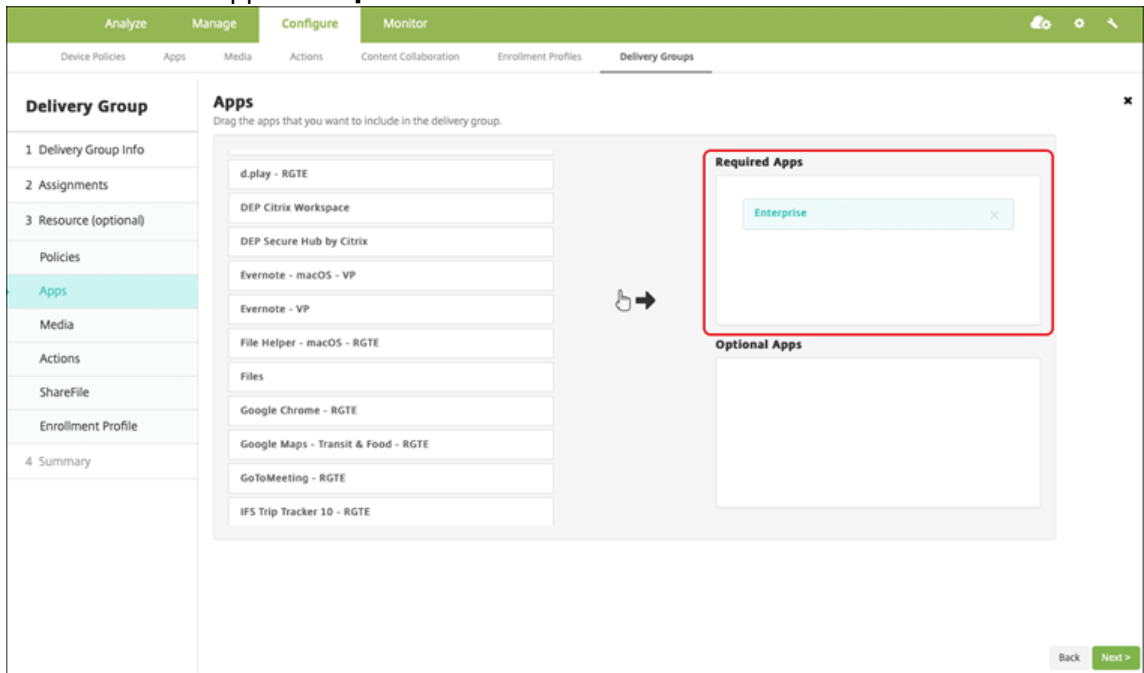 Analyze Manage Configure Monitor
Device Policies Apps Media Actions Content Collaboration Enrollment Profiles Delivery Groups
Delivery Group
1 Delivery Group Info
2 Assignments
3 Resource (optional)
Policies
Apps
Media
Actions
ShareFile
Enrollment Profile
4 Summary
Apps
Drag the apps that you want to include in the delivery group.
d.play - RGTE
DEP Citrix Workspace
DEP Secure Hub by Citrix
Evernote - macOS - VP
Evernote - VP
File Helper - macOS - RGTE
Files
Google Chrome - RGTE
Google Maps - Transit & Food - RGTE
GoToMeeting - RGTE
IFS Trip Tracker 10 - RGTE
Required Apps
Enterprise
Optional Apps
Back Next >